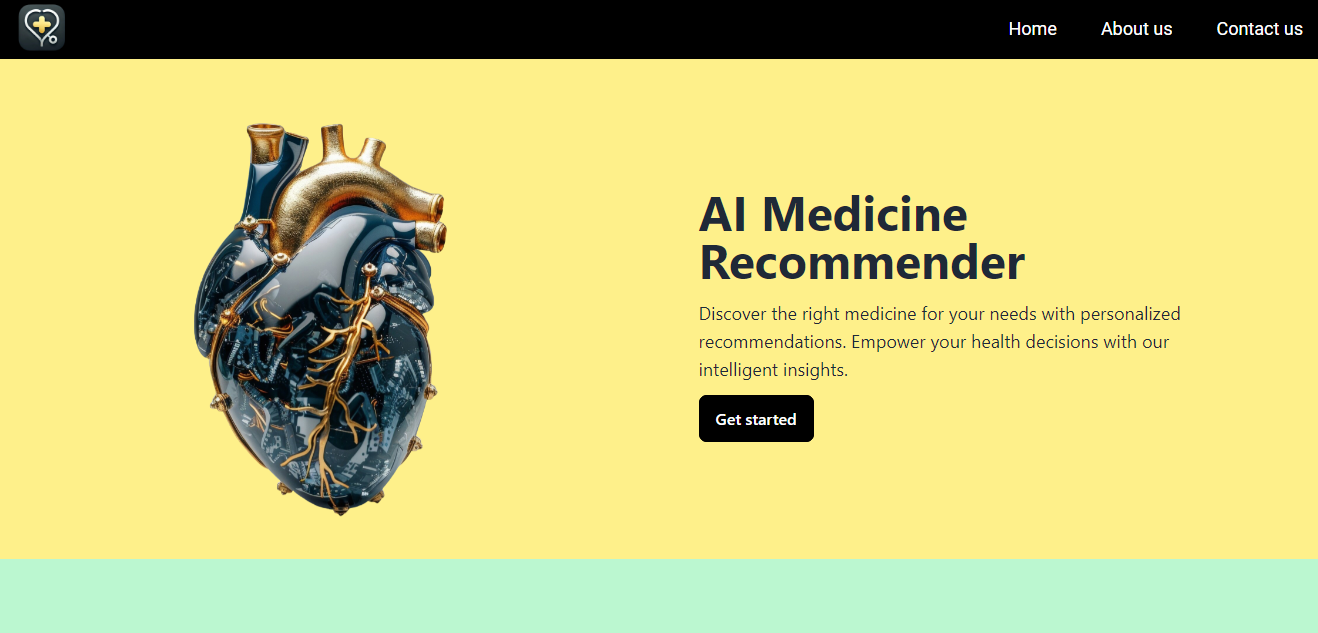 Home About us Contact us
AI Medicine
Recommender
Discover the right medicine for your needs with personalized
recommendations. Empower your health decisions with our
intelligent insights.
Get started